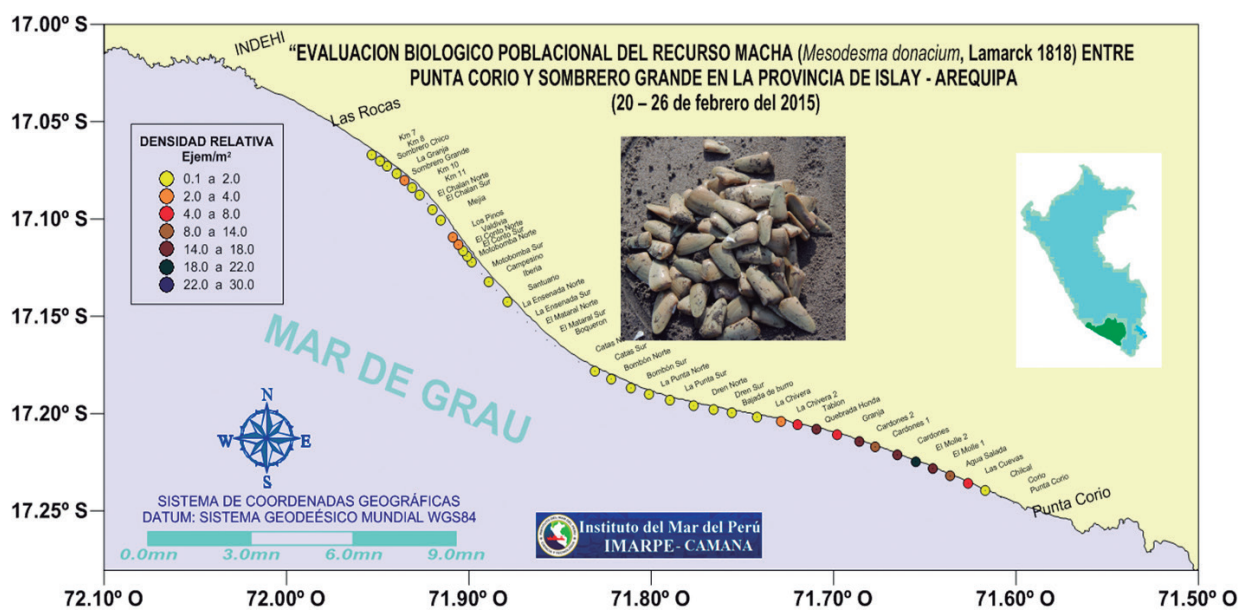 “EVALUACION BIOLOGICO POBLACIONAL DEL RECURSO MACHA (Mesodesma donacium, Lamarck 1818) ENTRE
PUNTA CORIO Y SOMBRERO GRANDE EN LA PROVINCIA DE ISLAY - AREQUIPA
(20 – 26 de febrero del 2015)
17.00° S
17.05° S
17.10° S
17.15° S
17.20° S
17.25° S
INDEHI
Las Rocas
DENSIDAD RELATIVA
Ejem/m²
0.1 a 2.0
2.0 a 4.0
4.0 a 8.0
8.0 a 14.0
14.0 a 18.0
18.0 a 22.0
22.0 a 30.0
Km 7
Km 8
Sombrero Chico
La Granja
Sombrero Grande
Km 10
Km 11
El Chalan Norte
El Chalan Sur
Mejia
Los Pinos
Valdivia
El Conto Norte
El Conto Sur
Motobomba Norte
Motobomba Sur
Campesino
Iberia
Santuario
La Ensenada Norte
La Ensenada Sur
El Mataral Norte
El Mataral Sur
Boqueron
Catas
Catas Sur
Bombón Norte
Bombón Sur
La Punta Norte
La Punta Sur
Dren Norte
Dren Sur
Bajada de burro
La Chivera
La Chivera 2
Tablon
Quebrada Honda
Granja
Cardones 2
Cardones 1
Cardones
El Molle 2
El Molle 1
Agua Salada
Las Cuevas
Chilcal
Corio
Punta Corio
Punta Corio
MAR DE GRAU
N
W
E
S
SISTEMA DE COORDENADAS GEOGRÁFICAS
DATUM: SISTEMA GEODEÉSICO MUNDIAL WGS84
0.0mn 3.0mn 6.0mn 9.0mn
Instituto del Mar del Perú
IMARPE - CAMANA
72.10° O 72.00° O 71.90° O 71.80° O 71.70° O 71.60° O 71.50° O